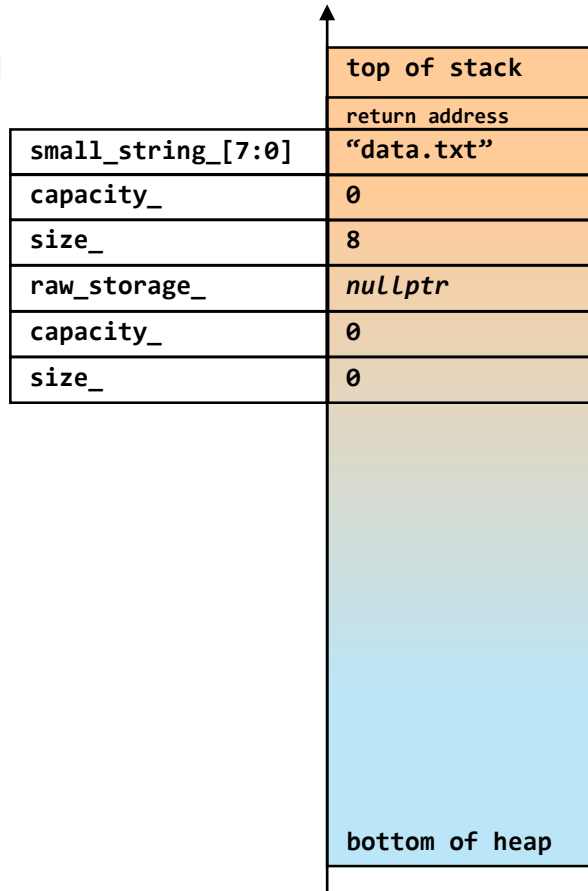 top of stack
return address
small_string_[7:0] “data.txt”
capacity_ 0
size_ 8
raw_storage_ nullptr
capacity_ 0
size_ 0
bottom of heap